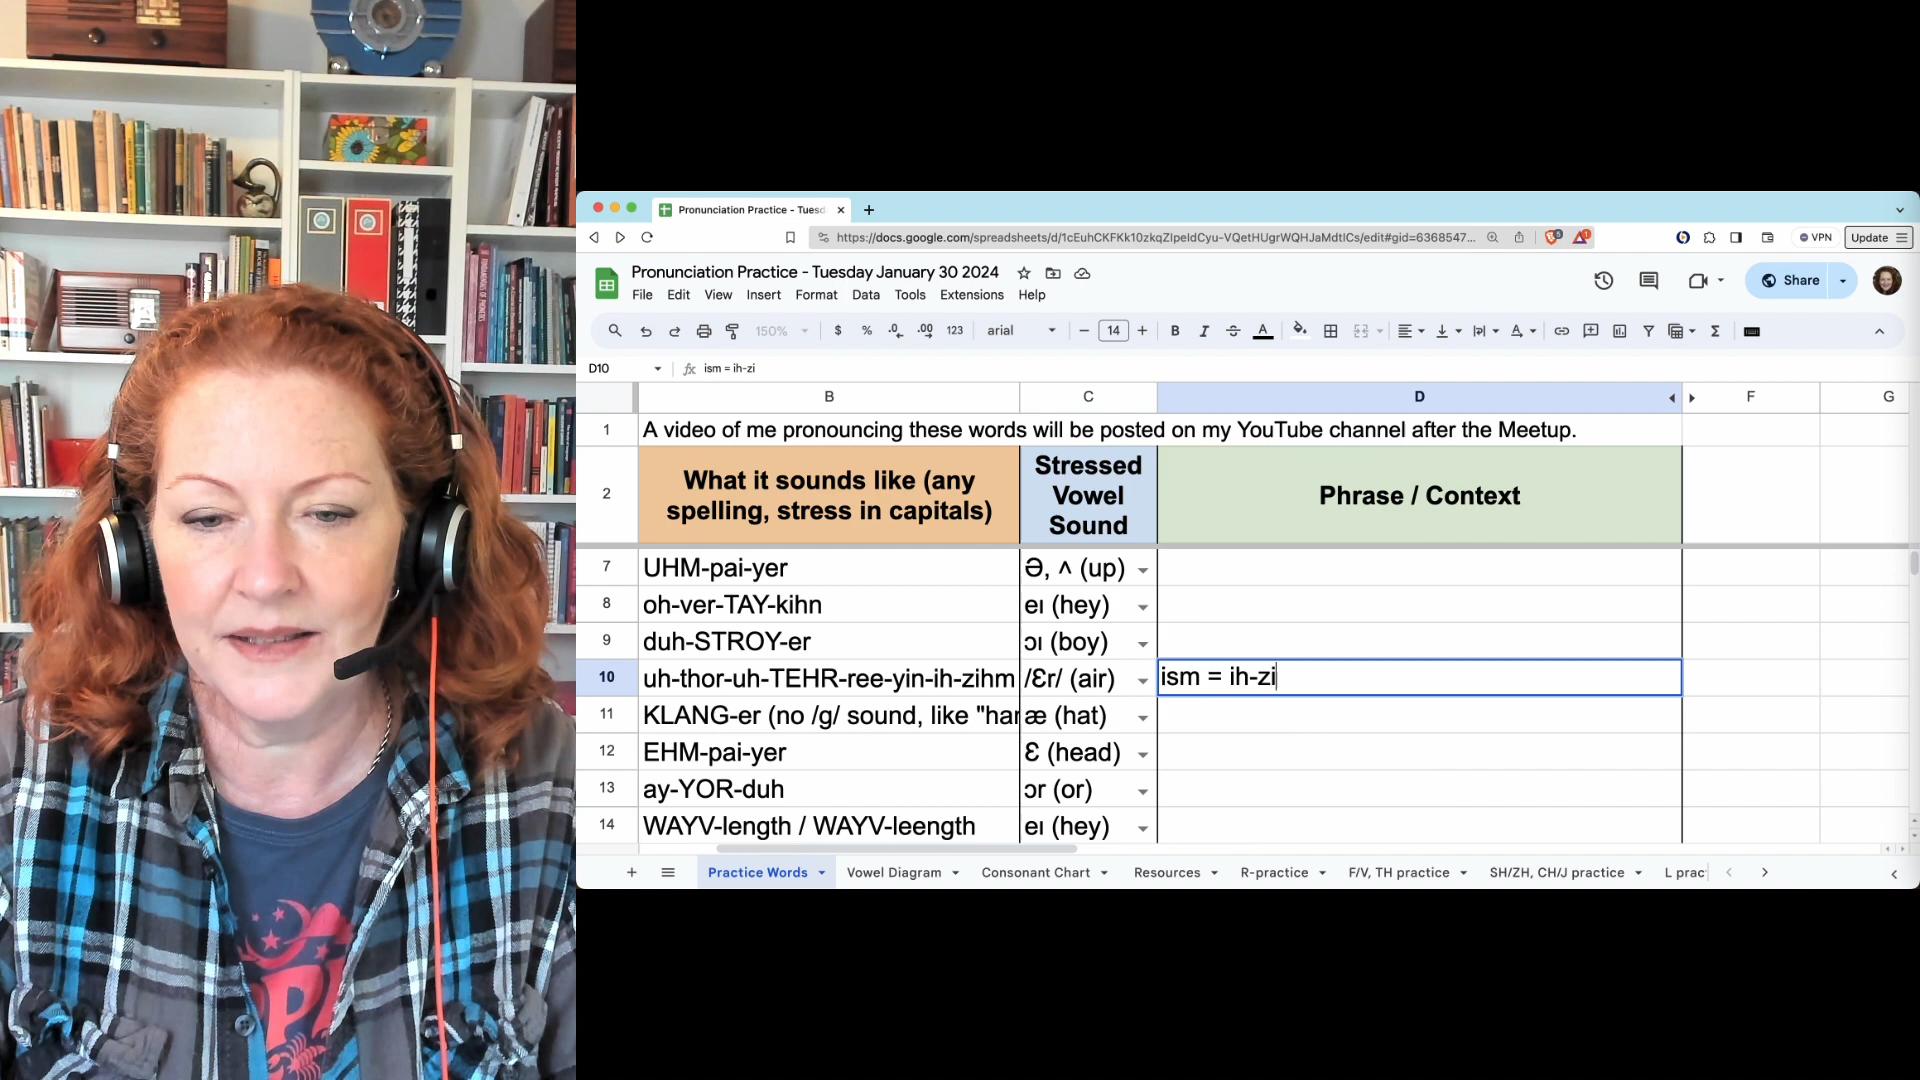 Pronunciation Practice - Tuesd
https://docs.google.com/spreadsheets/d/1cEuhCKFKk10zkqZIpeIdCyu-VQetHUgrWQHJaMdtICs/edit#gid=6368547...
VPN
Update
Pronunciation Practice - Tuesday January 30 2024
Share
File Edit View Insert Format Data Tools Extensions Help
150% $ % .0 .00 123 arial 14 B I A
D10 fx ism = ih-zi
B C D F G
1 A video of me pronouncing these words will be posted on my YouTube channel after the Meetup.
2 What it sounds like (any spelling, stress in capitals) Stressed Vowel Sound Phrase / Context
7 UHM-pai-yer Ə, ʌ (up)
8 oh-ver-TAY-kihn eɪ (hey)
9 duh-STROY-er ɔɪ (boy)
10 uh-thor-uh-TEHR-ree-yin-ih-zihm /Ɛr/ (air) ism = ih-zi
11 KLANG-er (no /g/ sound, like "har æ (hat)
12 EHM-pai-yer Ɛ (head)
13 ay-YOR-duh ɔr (or)
14 WAYV-length / WAYV-leength eɪ (hey)
Practice Words Vowel Diagram Consonant Chart Resources R-practice F/V, TH practice SH/ZH, CH/J practice L prac